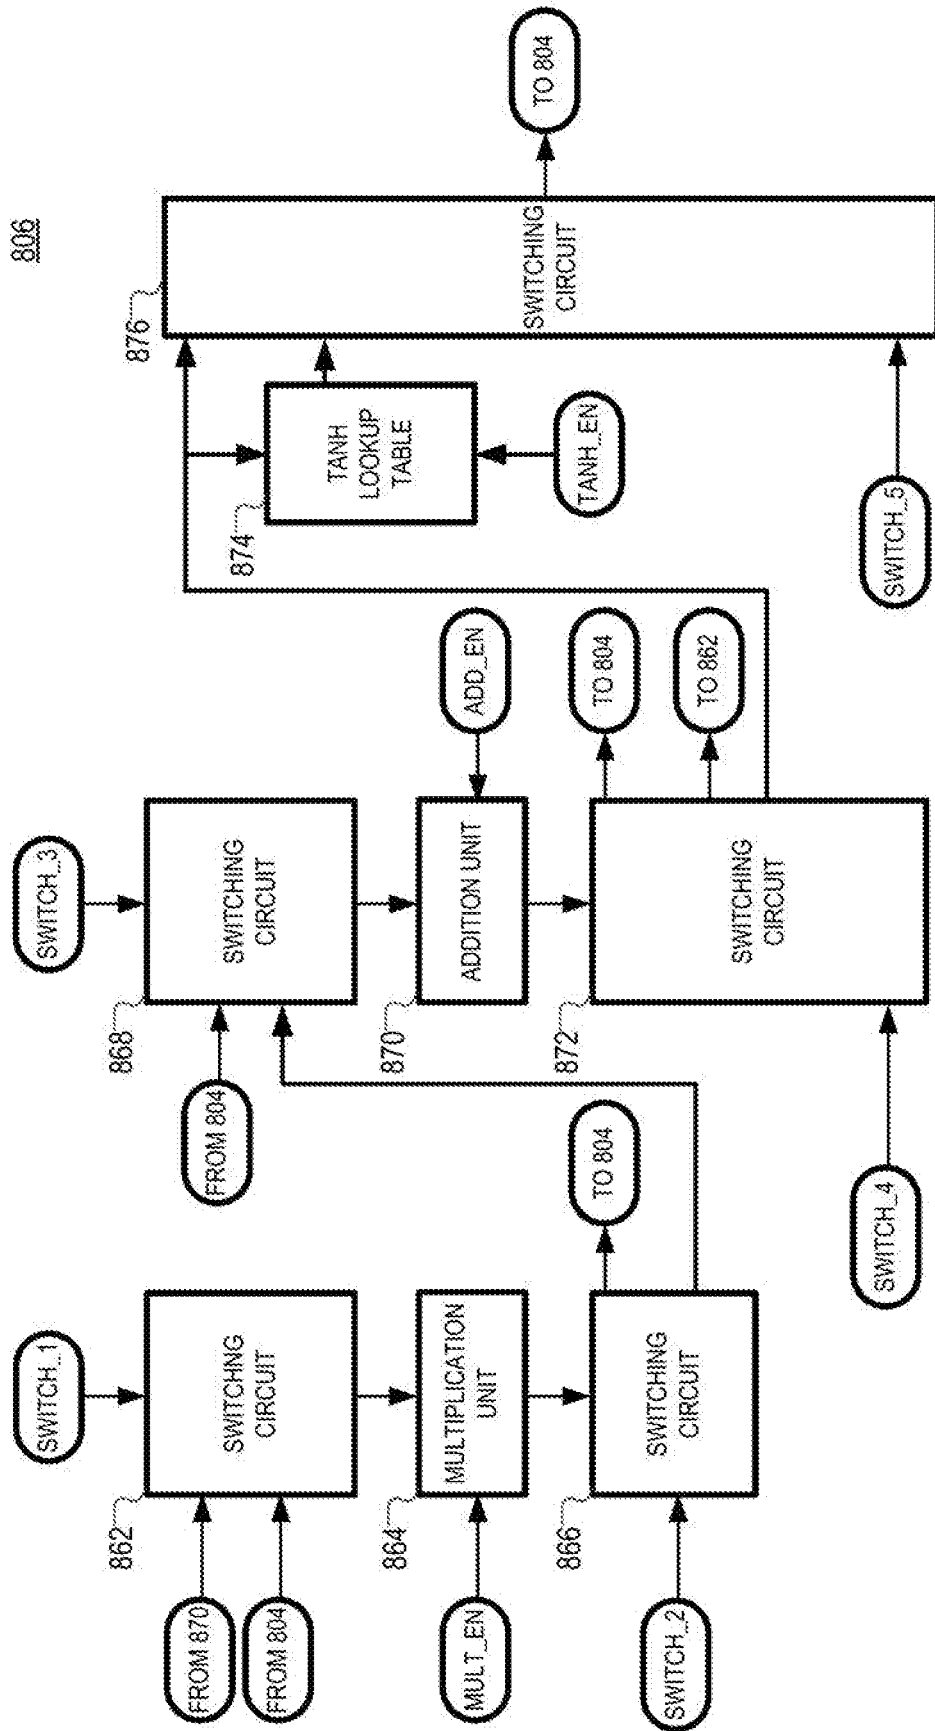 806
SWITCH_1
FROM 870
FROM 804
862
SWITCHNG
CIRCUIT
MULT_EN
864
MULTIPLICATION
UNIT
SWITCH_2
866
SWITCHING
CIRCUIT
TO 804
SWITCH_3
FROM 804
868
SWITCHING
CIRCUIT
870
ADDITION UNIT
ADD_EN
SWITCH_4
872
SWITCHING
CIRCUIT
TO 804
TO 862
874
TANH
LOOKUP
TABLE
TANH_EN
SWITCH_5
876
SWITCHING
CIRCUIT
TO 804